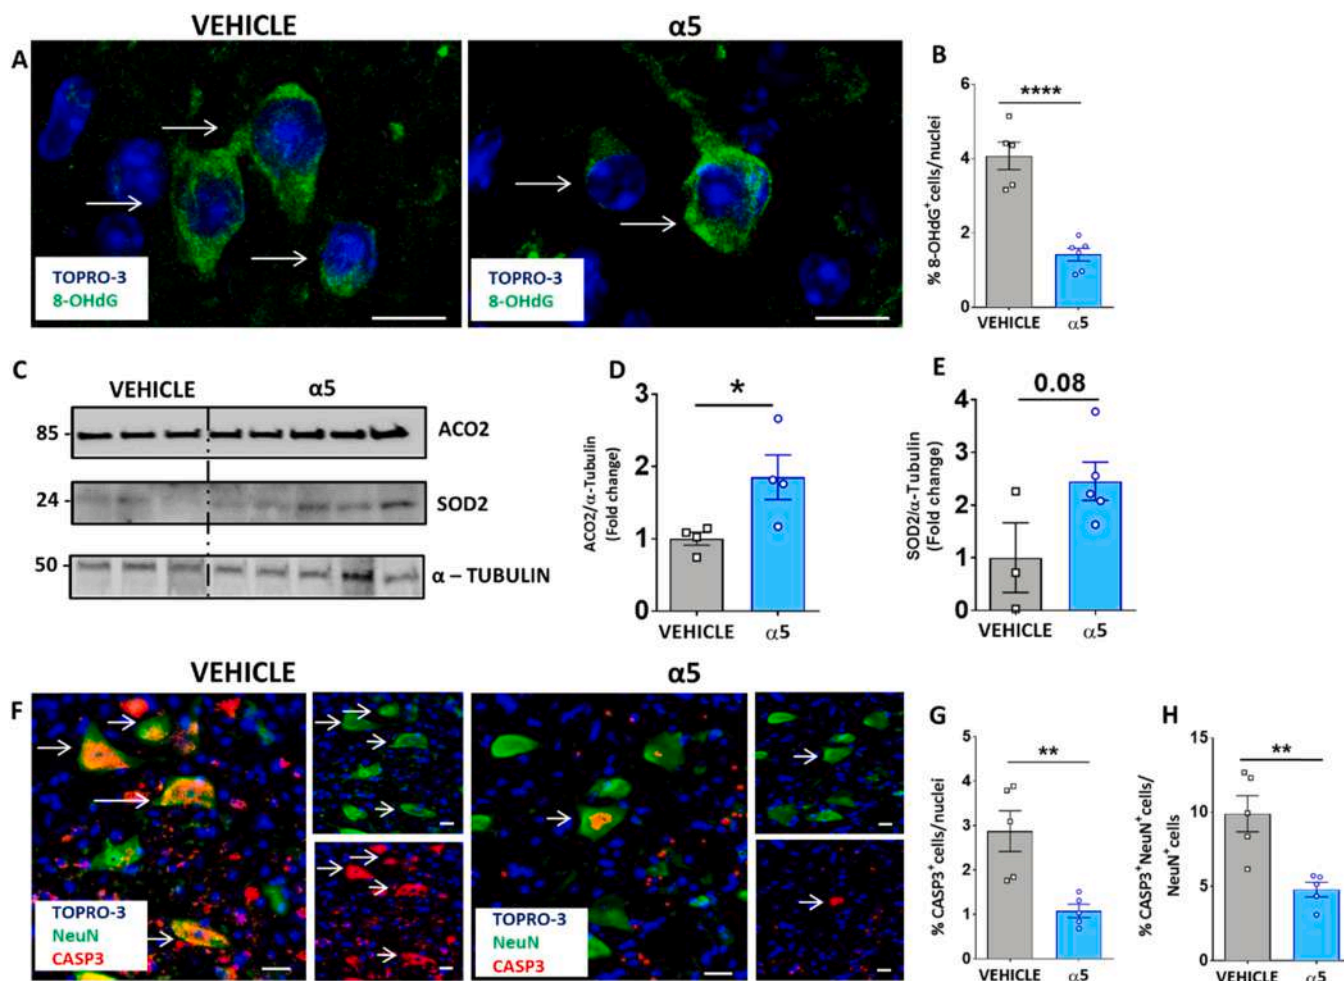 VEHICLE
α5
A
TOPRO-3
8-OHdG
TOPRO-3
8-OHdG
B
% 8-OHdG⁺cells/nuclei
6
4
2
0
****
VEHICLE
α5
C
VEHICLE
α5
85
ACO2
24
SOD2
50
α – TUBULIN
D
ACO2/α-Tubulin
(Fold change)
3
2
1
0
*
VEHICLE
α5
E
SOD2/α-Tubulin
(Fold change)
4
3
2
1
0
0.08
VEHICLE
α5
VEHICLE
α5
F
TOPRO-3
NeuN
CASP3
TOPRO-3
NeuN
CASP3
G
% CASP3⁺cells/nuclei
5
4
3
2
1
0
**
VEHICLE
α5
H
% CASP3⁺NeuN⁺cells/
NeuN⁺cells
15
10
5
0
**
VEHICLE
α5